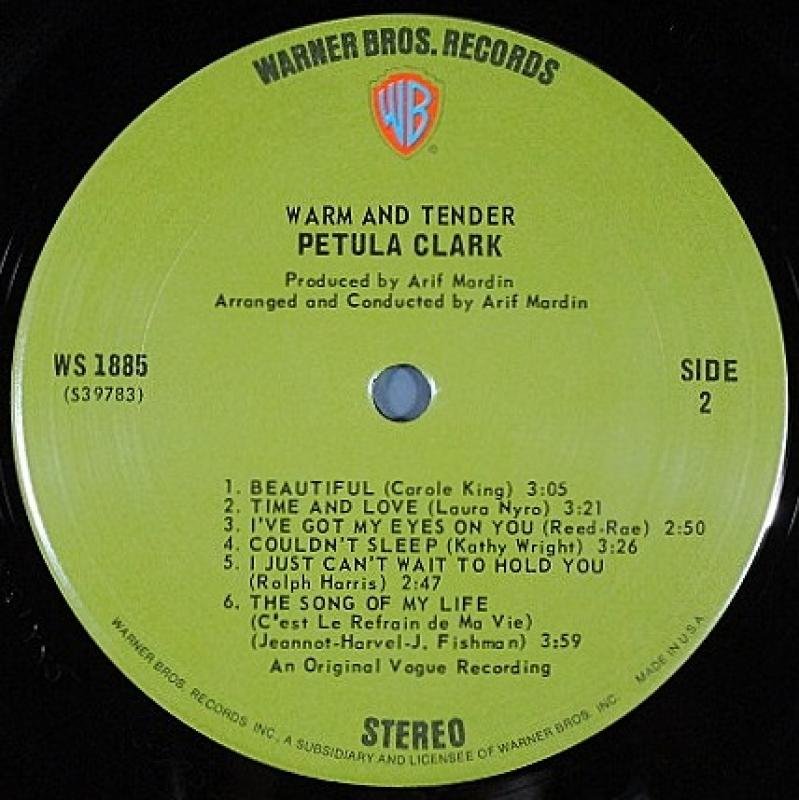 WARNER BROS. RECORDS
WB
®
WARM AND TENDER
PETULA CLARK
Produced by Arif Mardin
Arranged and Conducted by Arif Mardin
WS 1885
(S39783)
SIDE
2
1. BEAUTIFUL (Carole King) 3:05
2. TIME AND LOVE (Laura Nyro) 3:21
3. I'VE GOT MY EYES ON YOU (Reed-Rae) 2:50
4. COULDN'T SLEEP (Kathy Wright) 3:26
5. I JUST CAN'T WAIT TO HOLD YOU
(Ralph Harris) 2:47
6. THE SONG OF MY LIFE
(C'est Le Refrain de Ma Vie)
(Jeannot-Harvel-J. Fishman) 3:59
An Original Vogue Recording
STEREO
WARNER BROS. RECORDS INC., A SUBSIDIARY AND LICENSEE OF WARNER BROS. INC. MADE IN U.S.A.